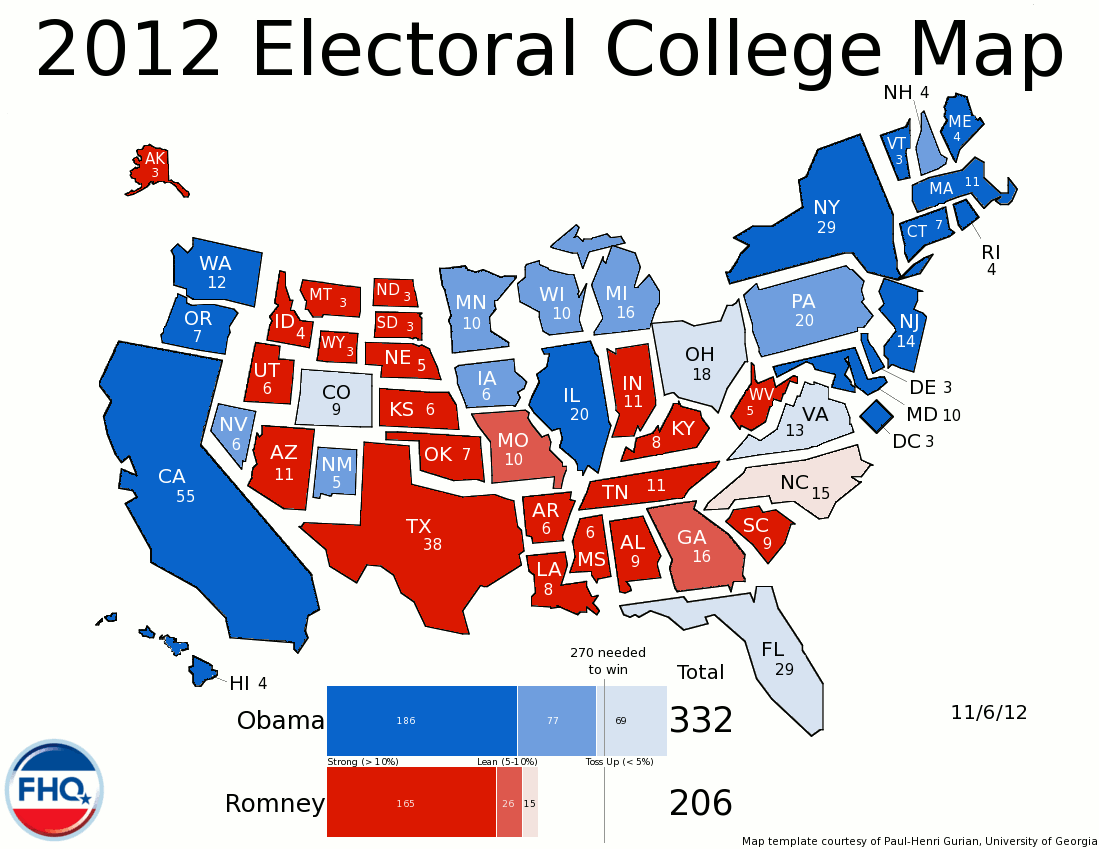 2012 Electoral College Map
NH 4
ME
4
VT
3
AK
3
MA 11
NY
29
CT 7
RI
4
WA
12
OR
7
ID 4
MT 3
ND 3
SD 3
WY 3
NE 5
MN
10
WI
10
MI
16
PA
20
NJ
14
UT
6
CO
9
IA
6
IL
20
IN
11
OH
18
WV
5
VA
13
DE 3
MD 10
DC 3
NV
6
KS 6
MO
10
KY
8
CA
55
AZ
11
NM
5
OK 7
TN 11
NC 15
TX
38
AR
6
6
MS
AL
9
GA
16
SC
9
LA
8
FL
29
HI 4
270 needed
to win
Total
Obama 186 77 69 332
Strong (>10%) Lean (5-10%) Toss Up (< 5%)
Romney 165 26 15 206
11/6/12
FHQ
Map template courtesy of Paul-Henri Gurian, University of Georgia